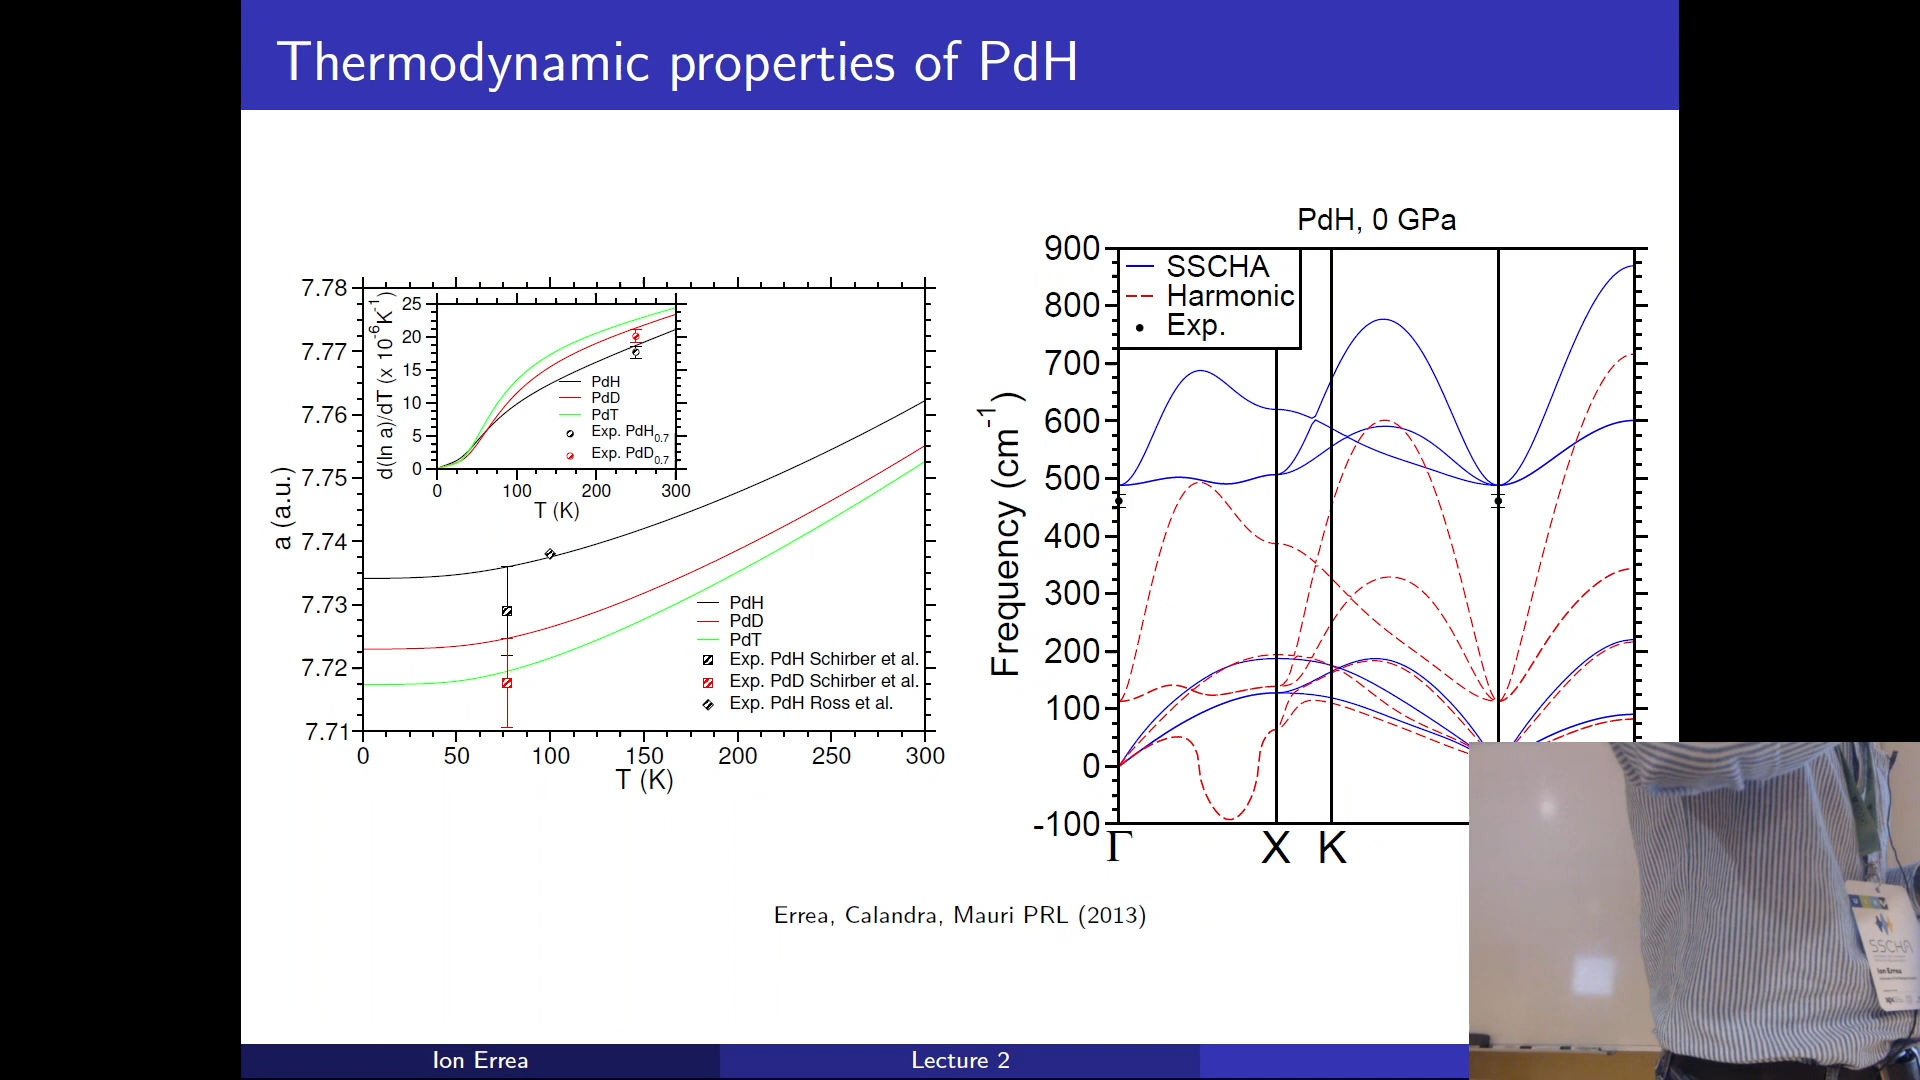 Thermodynamic properties of PdH
7.78
7.77
7.76
7.75
7.74
7.73
7.72
7.71
a (a.u.)
0 50 100 150 200 250 300
T (K)
25
20
15
10
5
0
d(ln a)/dT (x 10-6K-1)
0 100 200 300
T (K)
PdH
PdD
PdT
Exp. PdH0.7
Exp. PdD0.7
PdH
PdD
PdT
Exp. PdH Schirber et al.
Exp. PdD Schirber et al.
Exp. PdH Ross et al.
PdH, 0 GPa
900
800
700
600
500
400
300
200
100
0
-100
Frequency (cm-1)
SSCHA
Harmonic
Exp.
Γ X K
Errea, Calandra, Mauri PRL (2013)
Ion Errea Lecture 2
SSCHA
Ion Errea